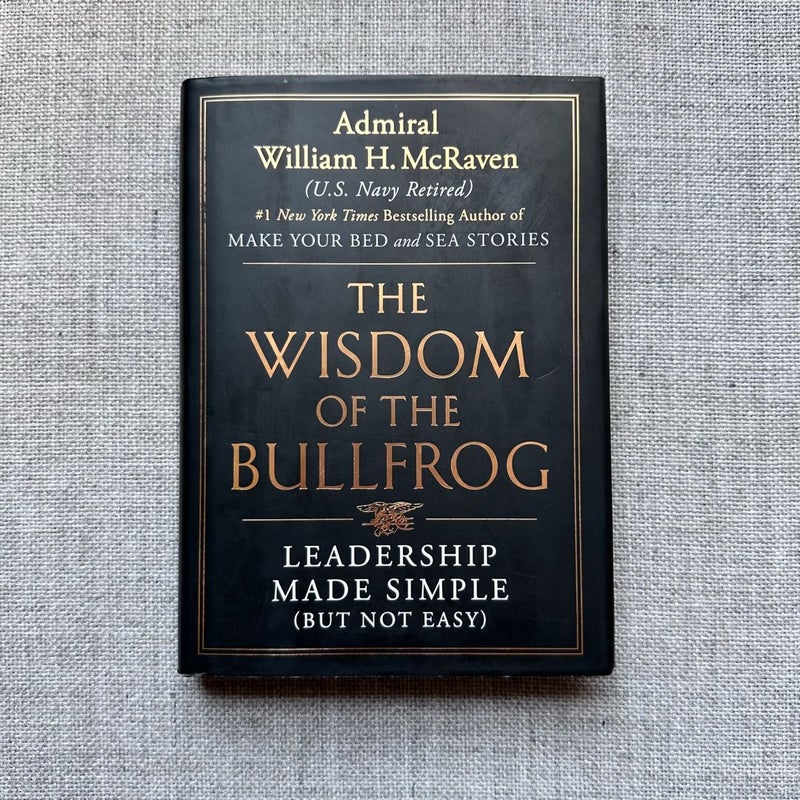 Admiral
William H. McRaven
(U.S. Navy Retired)
#1 New York Times Bestselling Author of
MAKE YOUR BED and SEA STORIES
THE
WISDOM
OF THE
BULLFROG
LEADERSHIP
MADE SIMPLE
(BUT NOT EASY)